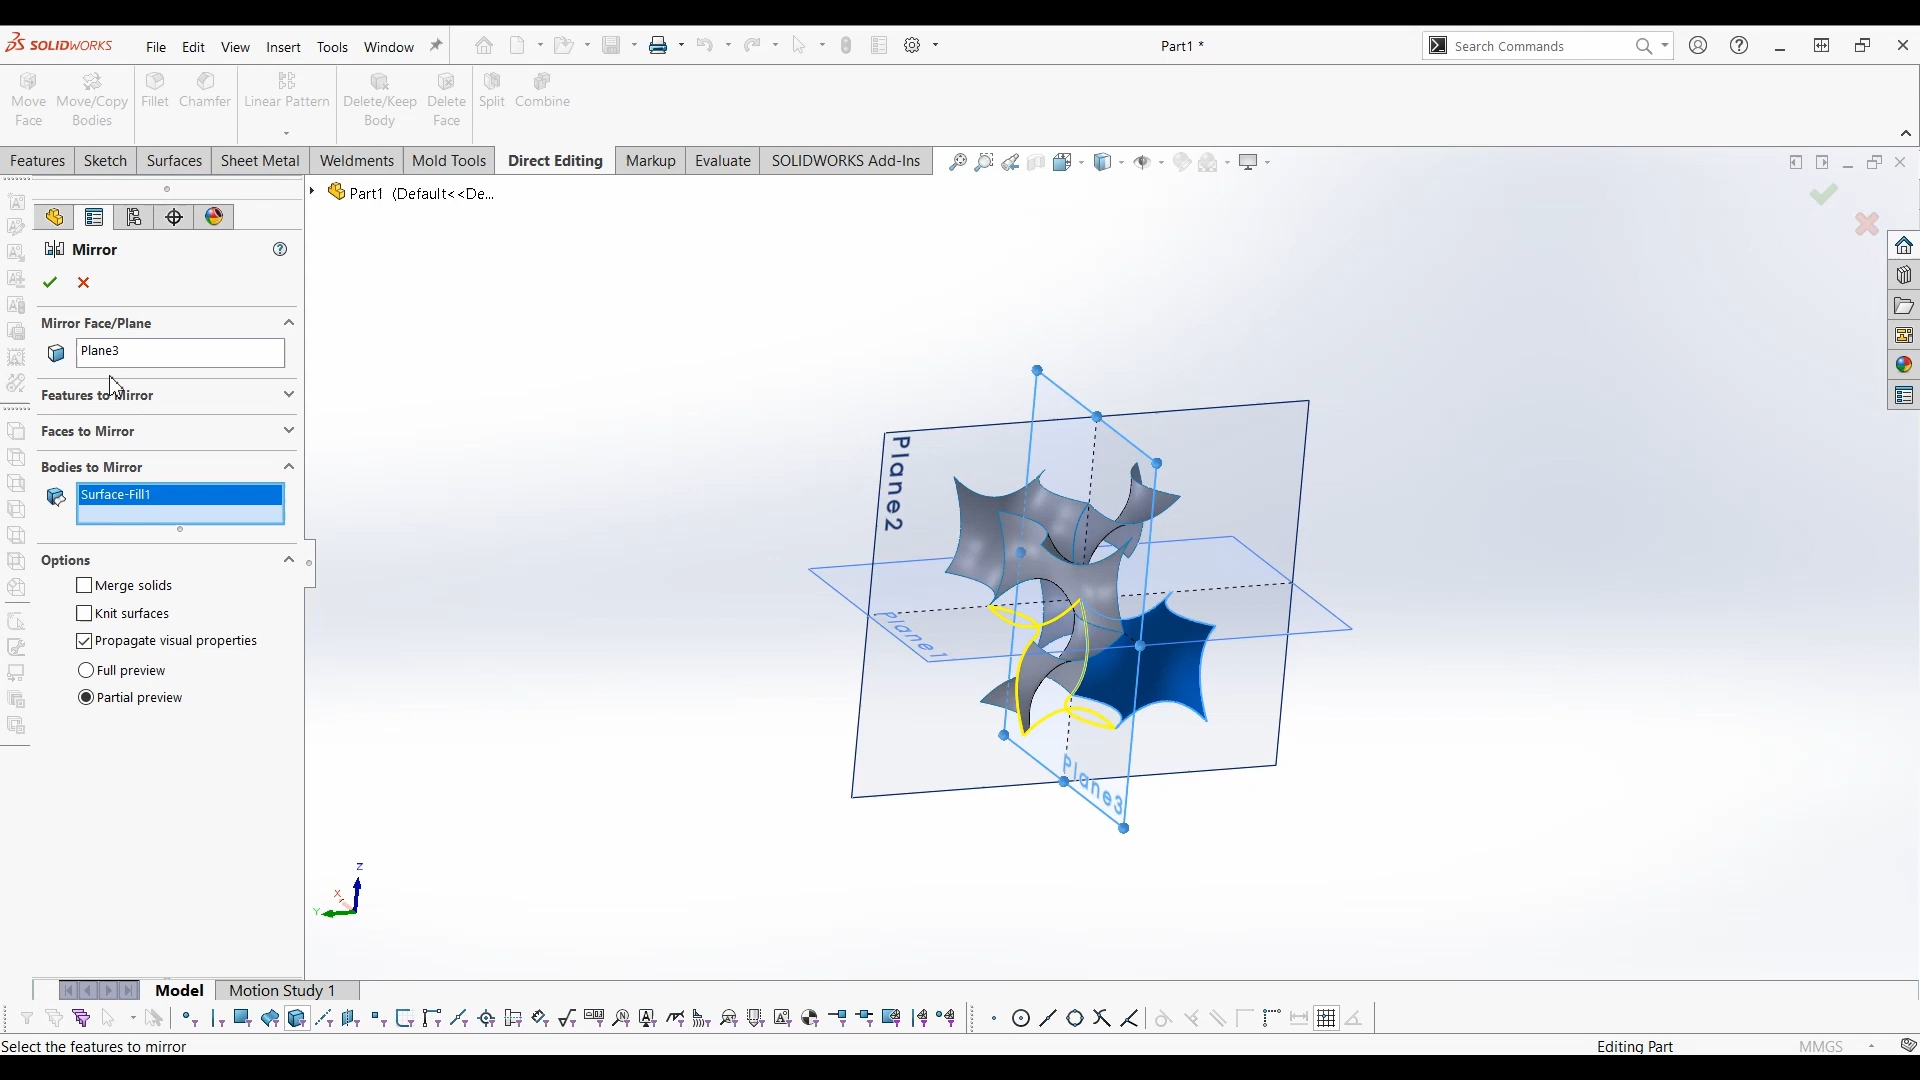 SOLIDWORKS File Edit View Insert Tools Window Part1 * Search Commands
Move Face
Move/Copy Bodies
Fillet
Chamfer
Linear Pattern
Delete/Keep Body
Delete Face
Split
Combine
Features Sketch Surfaces Sheet Metal Weldments Mold Tools Direct Editing Markup Evaluate SOLIDWORKS Add-Ins
Part1 (Default<<De...
Mirror
Mirror Face/Plane
Plane3
Features to Mirror
Faces to Mirror
Bodies to Mirror
Surface-Fill1
Options
Merge solids
Knit surfaces
Propagate visual properties
Full preview
Partial preview
Plane2
Plane1
Plane3
Z
X
Y
Model Motion Study 1
Select the features to mirror Editing Part MMGS